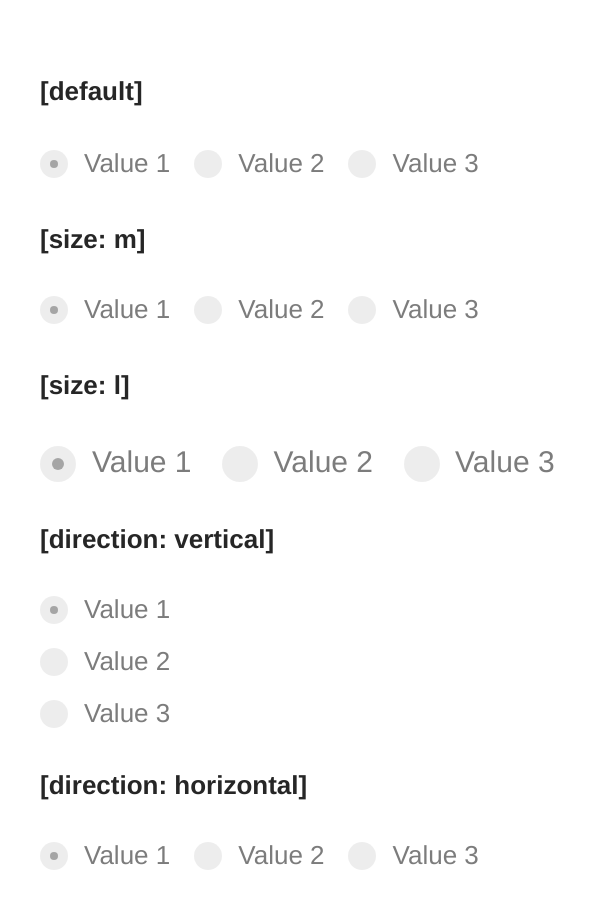 [default]
Value 1 Value 2 Value 3
[size: m]
Value 1 Value 2 Value 3
[size: l]
Value 1 Value 2 Value 3
[direction: vertical]
Value 1
Value 2
Value 3
[direction: horizontal]
Value 1 Value 2 Value 3